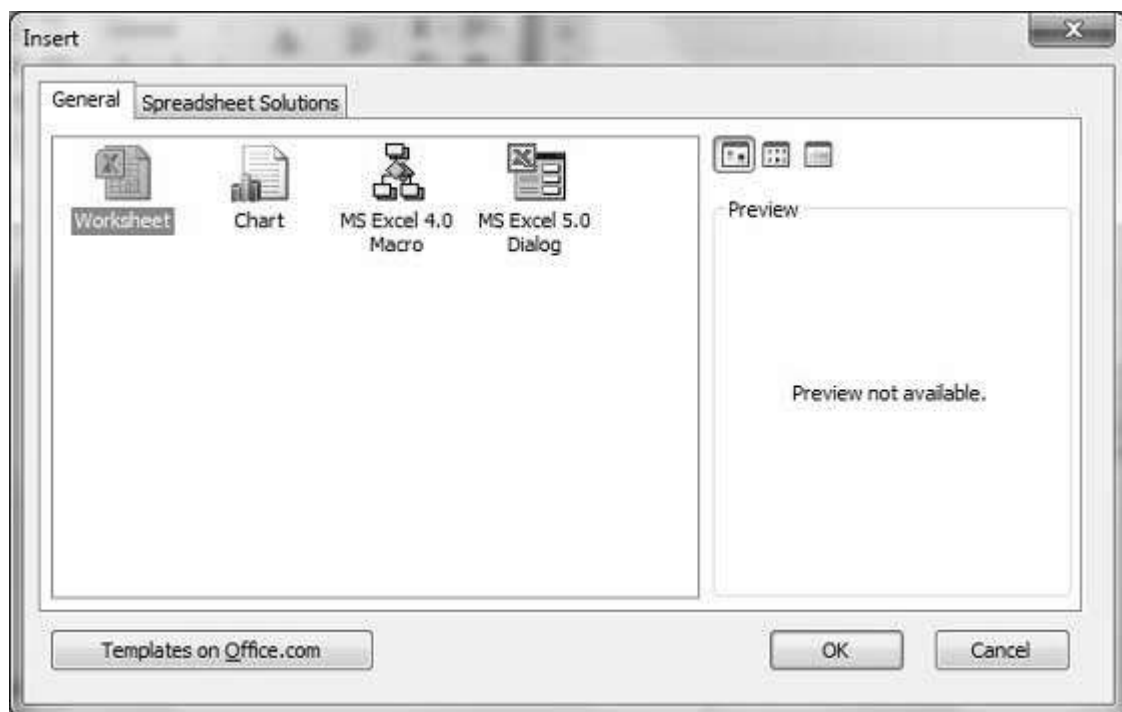 Insert
General
Spreadsheet Solutions
Worksheet
Chart
MS Excel 4.0
Macro
MS Excel 5.0
Dialog
Preview
Preview not available.
Templates on Office.com
OK
Cancel